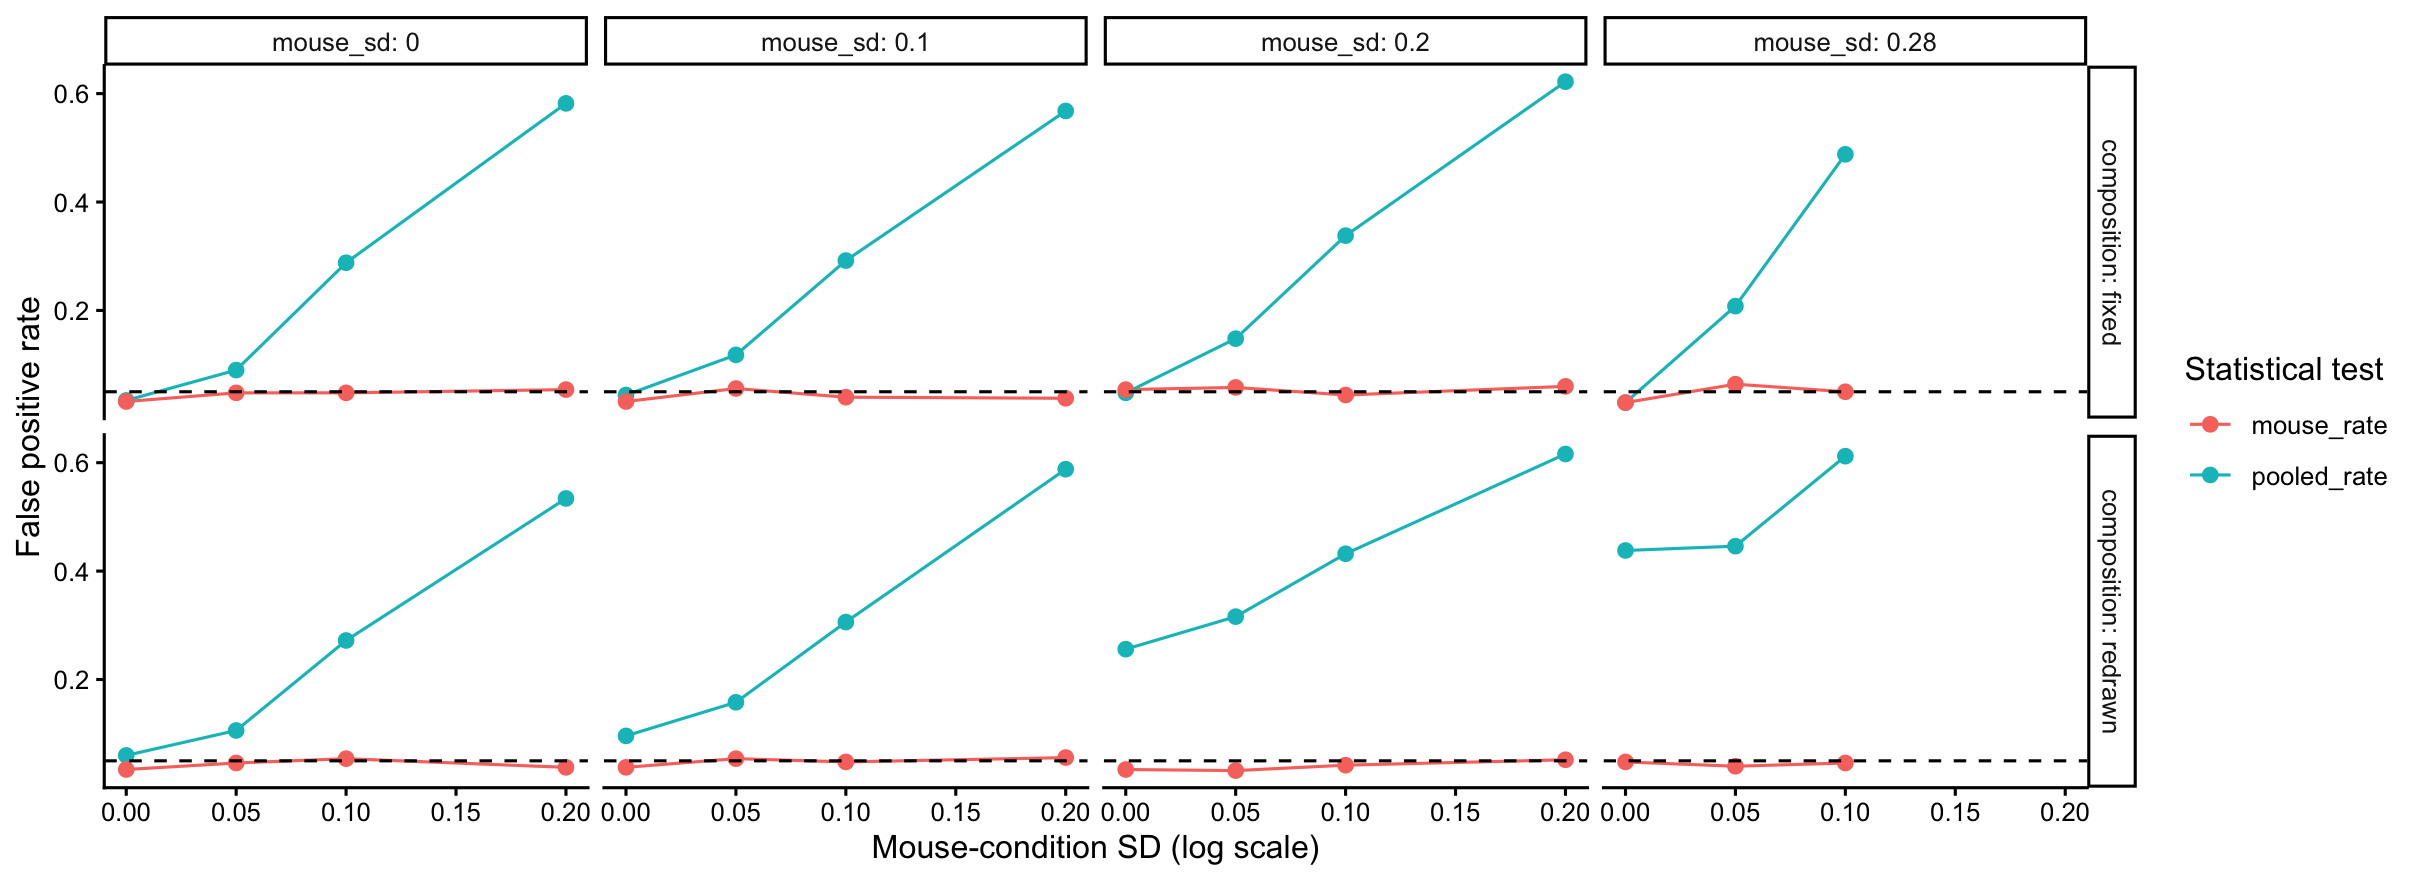 mouse_sd: 0
mouse_sd: 0.1
mouse_sd: 0.2
mouse_sd: 0.28
0.6
0.4
0.2
composition: fixed
0.6
0.4
0.2
composition: redrawn
False positive rate
0.00 0.05 0.10 0.15 0.20
0.00 0.05 0.10 0.15 0.20
0.00 0.05 0.10 0.15 0.20
0.00 0.05 0.10 0.15 0.20
Mouse-condition SD (log scale)
Statistical test
mouse_rate
pooled_rate